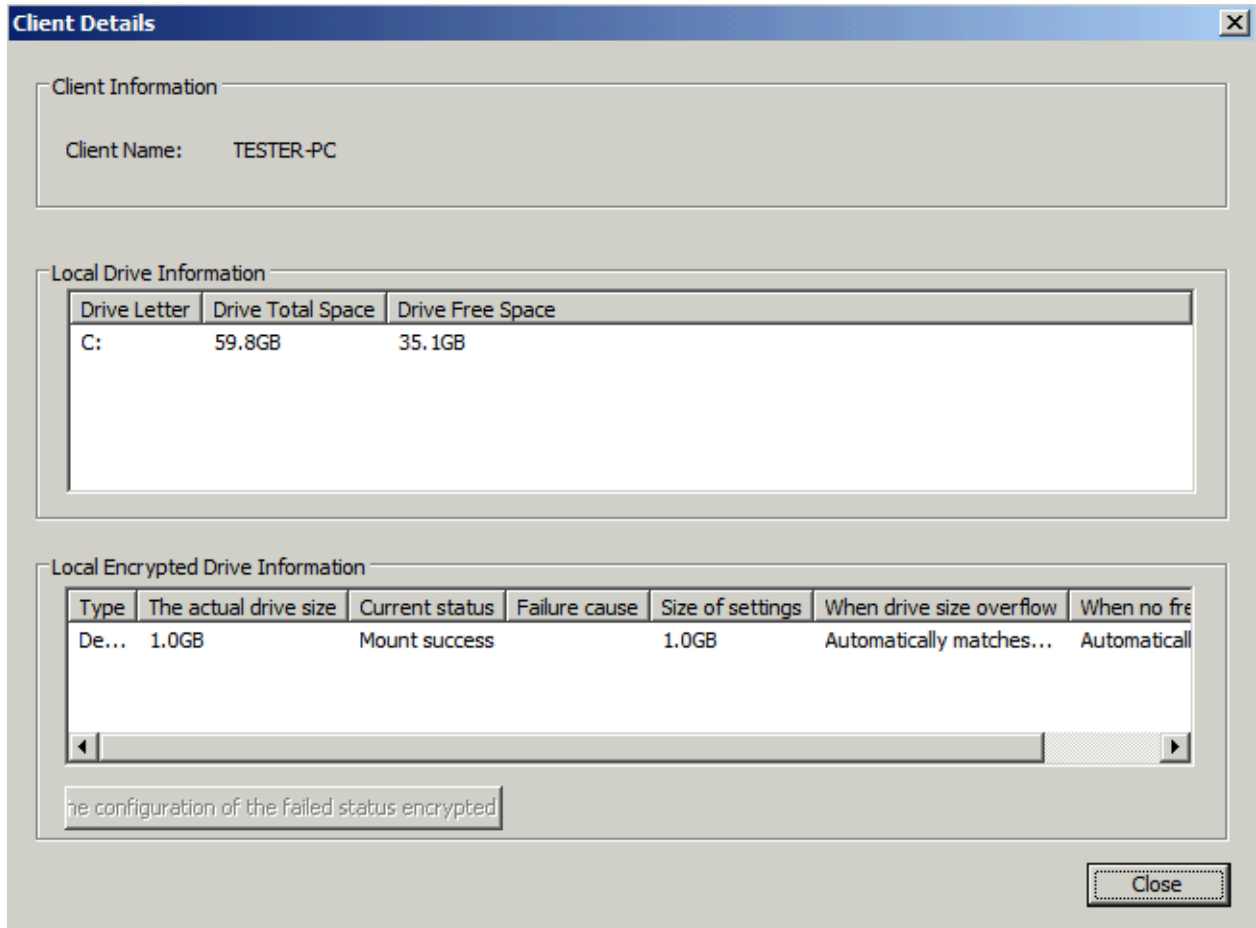 Client Details
Client Information
Client Name: TESTER-PC
Local Drive Information
Drive Letter Drive Total Space Drive Free Space
C: 59.8GB 35.1GB
Local Encrypted Drive Information
Type The actual drive size Current status Failure cause Size of settings When drive size overflow When no fre
De... 1.0GB Mount success 1.0GB Automatically matches... Automaticall
he configuration of the failed status encrypted
Close